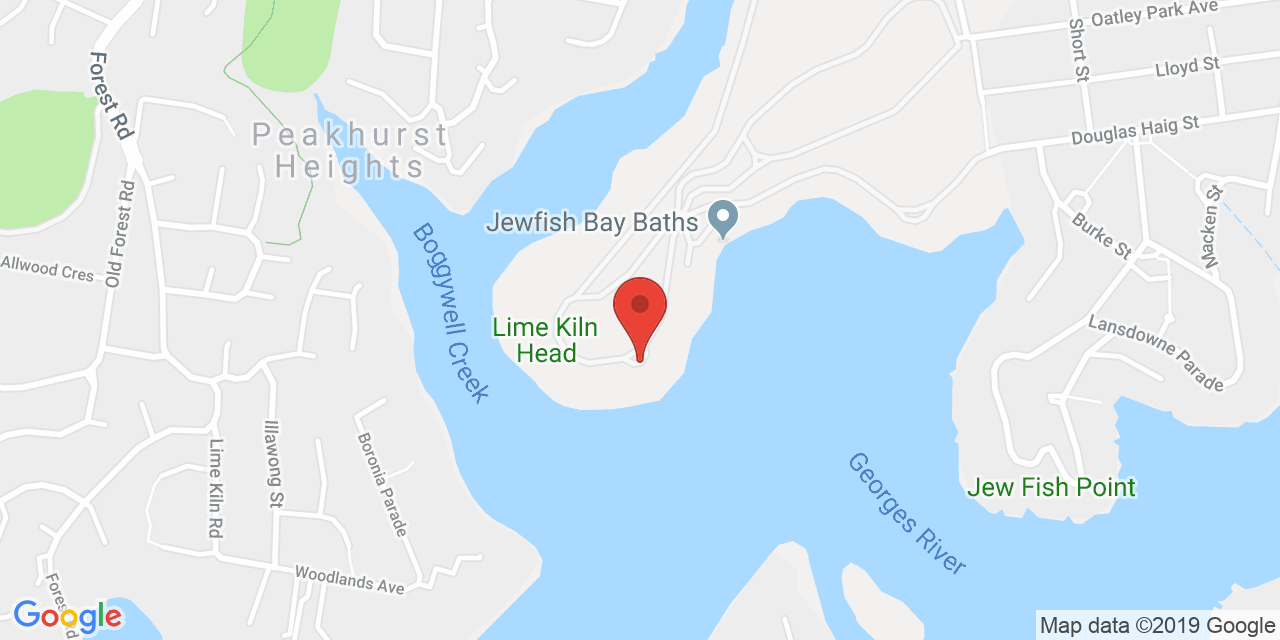 Oatley Park Ave
Short St
Lloyd St
Forest Rd
Douglas Haig St
Peakhurst
Heights
Old Forest Rd
Jewfish Bay Baths
Macken St
Burke St
Boggywell Creek
Allwood Cres
Lime Kiln
Head
Lansdowne Parade
Illawong St
Lime Kiln Rd
Boronia Parade
Georges River
Jew Fish Point
Woodlands Ave
Google
Map data ©2019 Google